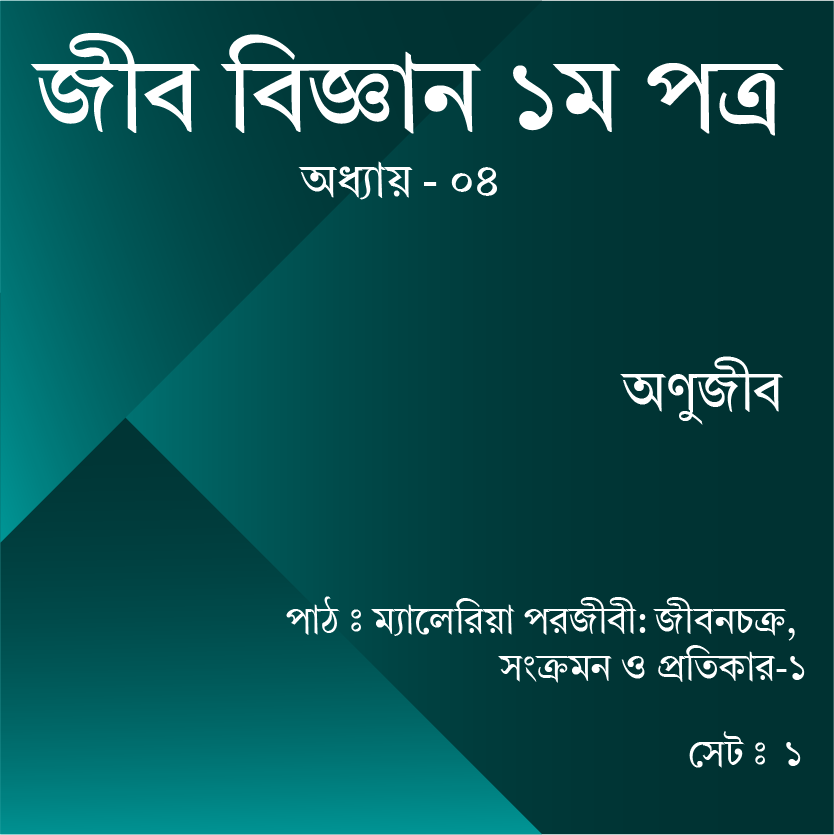 জীব বিজ্ঞান ১ম পত্র
অধ্যায় - ০৪
অণুজীব
পাঠ ঃ ম্যালেরিয়া পরজীবী: জীবনচক্র,
সংক্রমন ও প্রতিকার-১
সেট ঃ ১